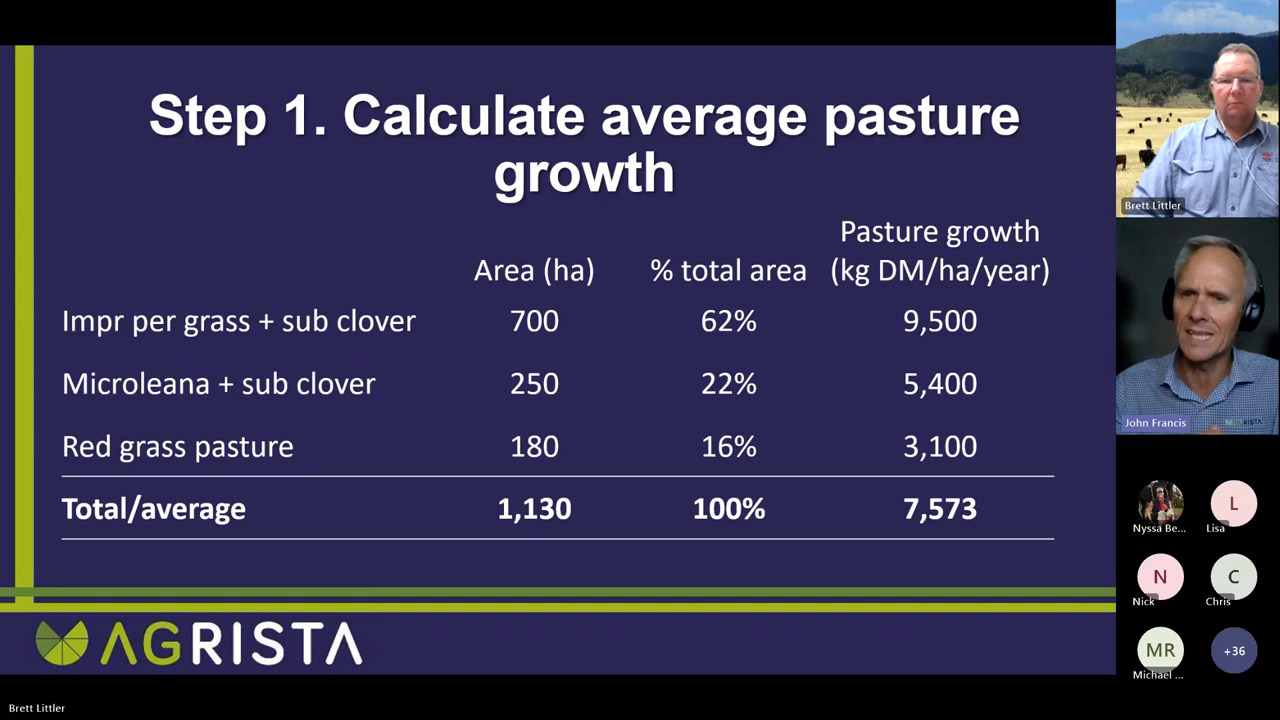 Step 1. Calculate average pasture
growth
Area (ha) % total area Pasture growth
(kg DM/ha/year)
Impr per grass + sub clover 700 62% 9,500
Microleana + sub clover 250 22% 5,400
Red grass pasture 180 16% 3,100
Total/average 1,130 100% 7,573
AGRISTA
Brett Littler
John Francis
Nyssa Be...
L
Lisa
N
Nick
C
Chris
MR
Michael ...
+36
Brett Littler